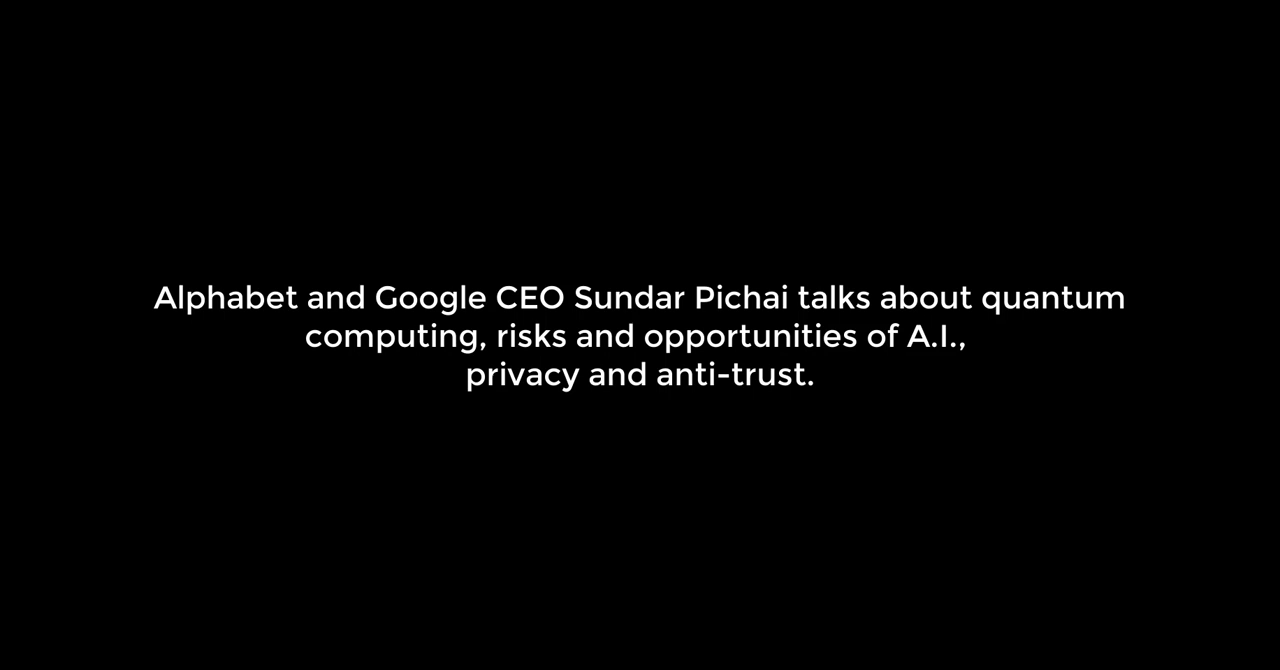 Alphabet and Google CEO Sundar Pichai talks about quantum
computing, risks and opportunities of A.I.,
privacy and anti-trust.